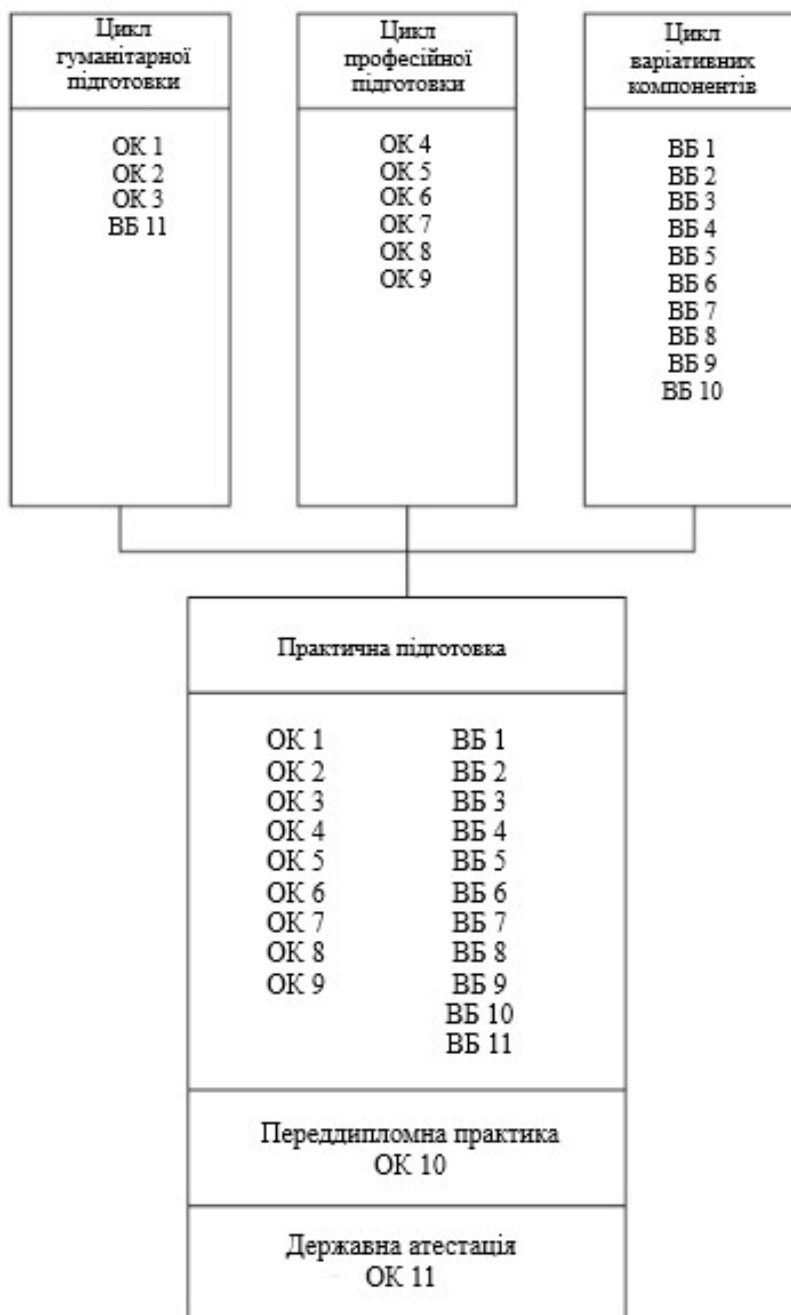 Цикл
гуманітарної
підготовки
ОК 1
ОК 2
ОК 3
ВБ 11
Цикл
професійної
підготовки
ОК 4
ОК 5
ОК 6
ОК 7
ОК 8
ОК 9
Цикл
варіативних
компонентів
ВБ 1
ВБ 2
ВБ 3
ВБ 4
ВБ 5
ВБ 6
ВБ 7
ВБ 8
ВБ 9
ВБ 10
Практична підготовка
ОК 1
ОК 2
ОК 3
ОК 4
ОК 5
ОК 6
ОК 7
ОК 8
ОК 9
ВБ 1
ВБ 2
ВБ 3
ВБ 4
ВБ 5
ВБ 6
ВБ 7
ВБ 8
ВБ 9
ВБ 10
ВБ 11
Переддипломна практика
ОК 10
Державна атестація
ОК 11